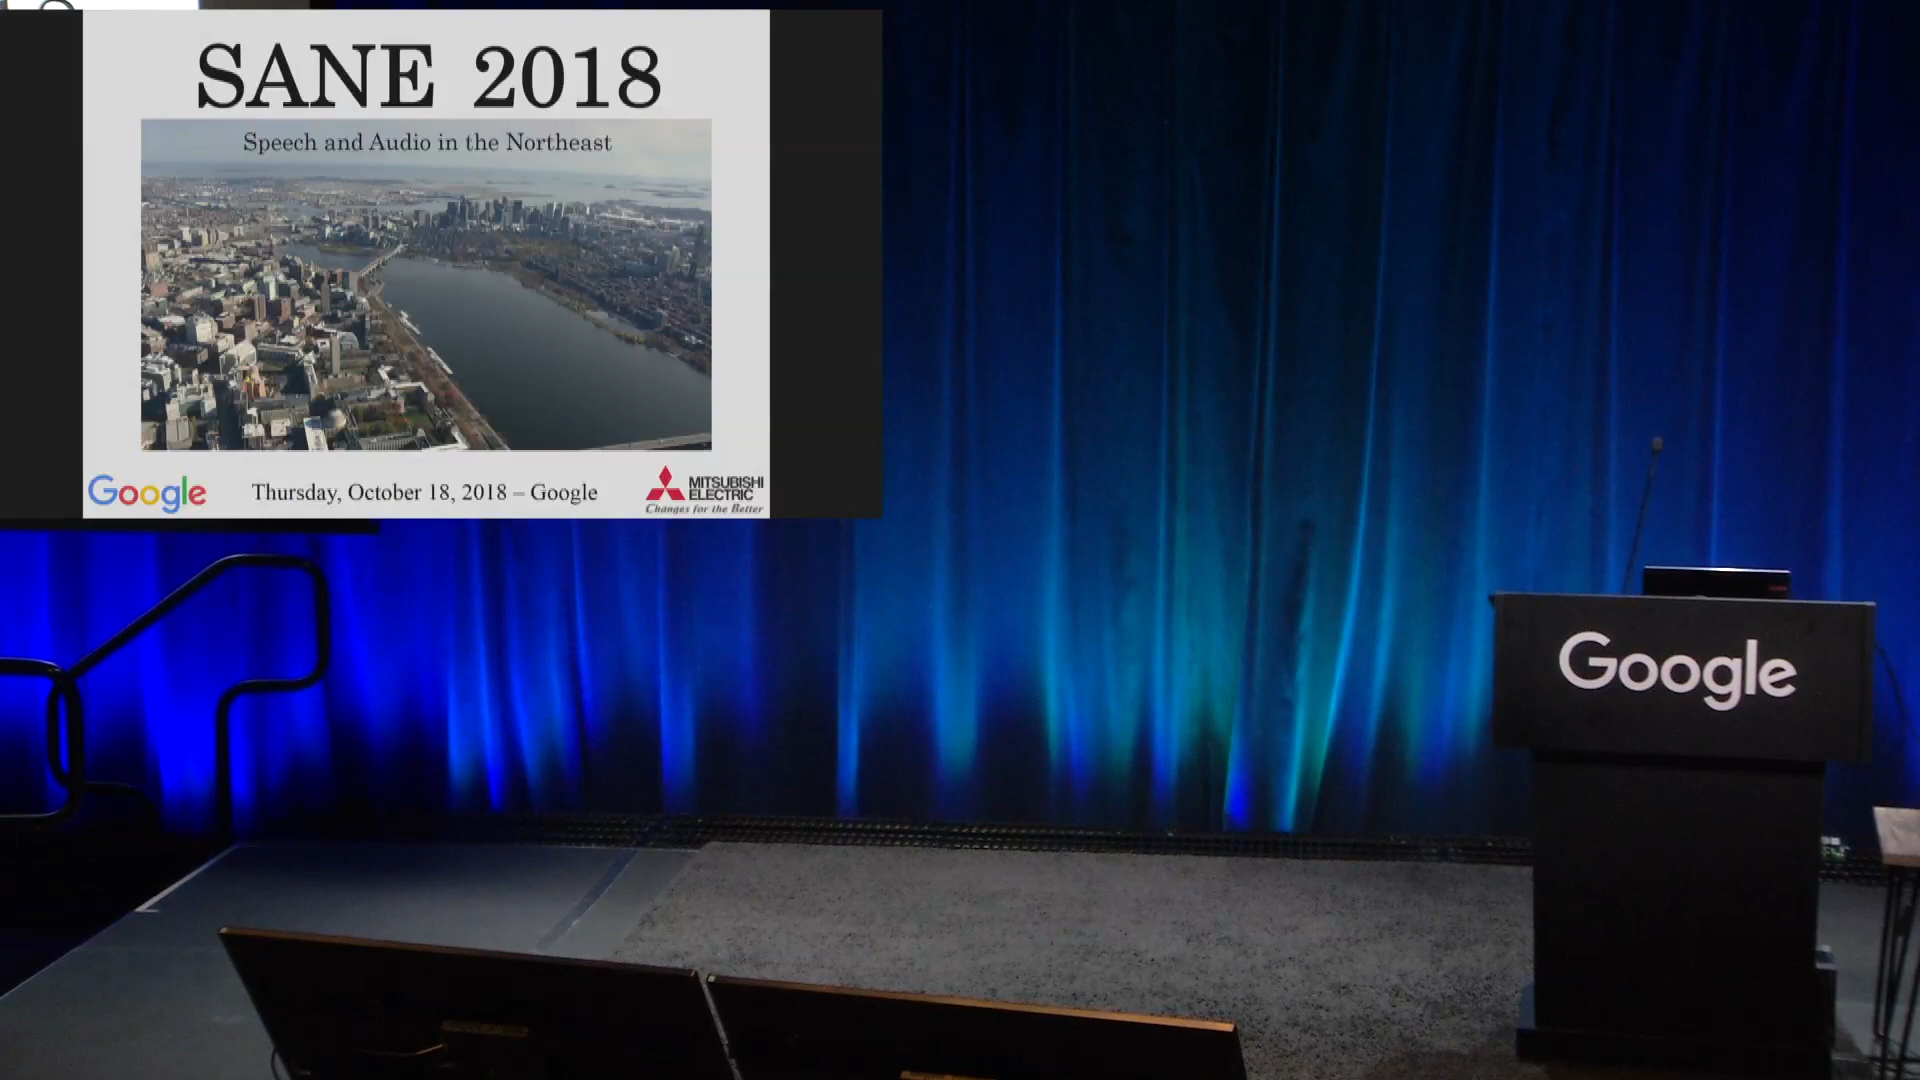 SANE 2018
Speech and Audio in the Northeast
Google
Thursday, October 18, 2018 – Google
MITSUBISHI
ELECTRIC
Changes for the Better
Google